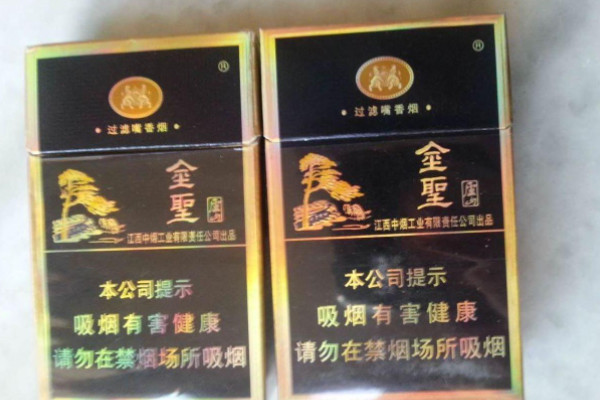 ®
过滤嘴香烟
金聖
庐山
江西中烟工业有限责任公司出品
本公司提示
吸烟有害健康
请勿在禁烟场所吸烟
®
过滤嘴香烟
金聖
庐山
江西中烟工业有限责任公司出品
本公司提示
吸烟有害健康
请勿在禁烟场所吸烟